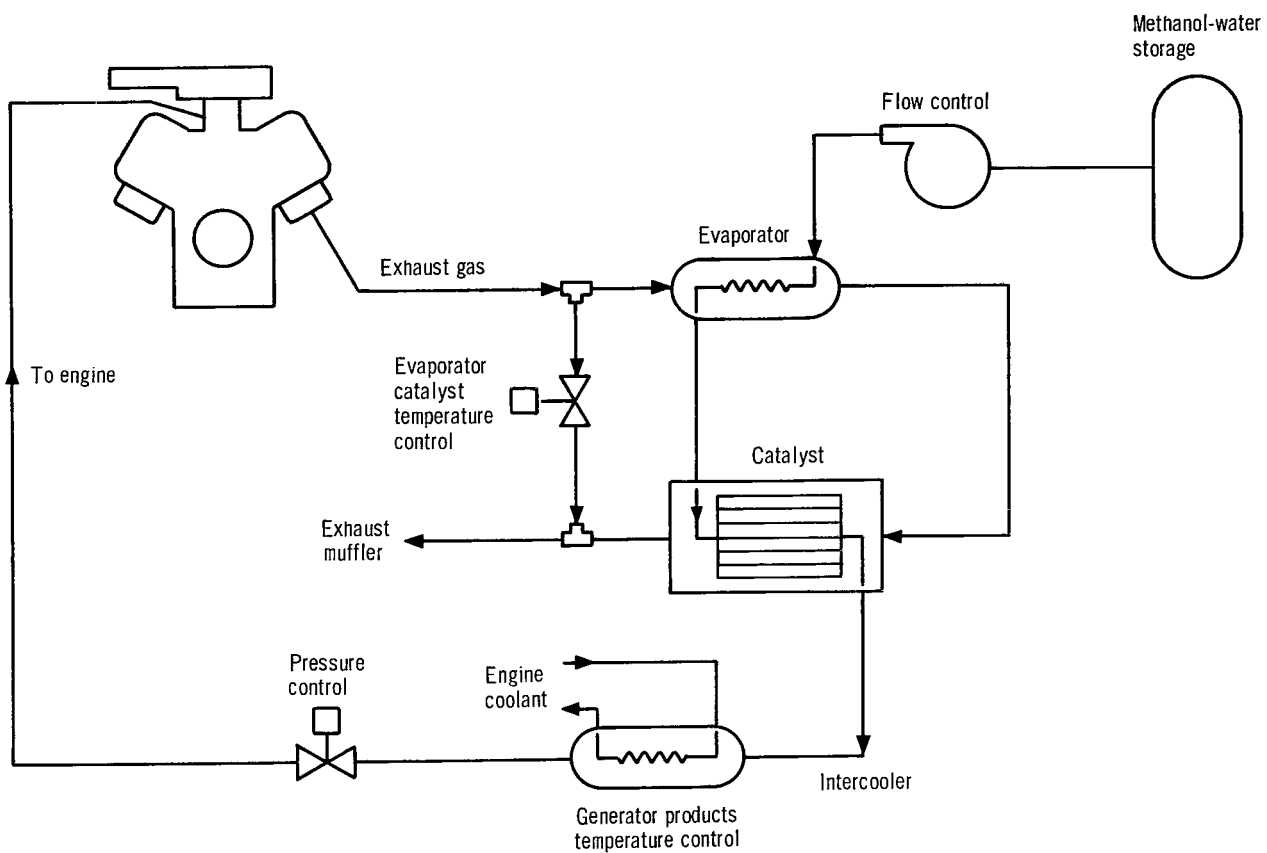 Methanol-water
storage
Flow control
Evaporator
Exhaust gas
To engine
Evaporator
catalyst
temperature
control
Catalyst
Exhaust
muffler
Pressure
control
Engine
coolant
Intercooler
Generator products
temperature control